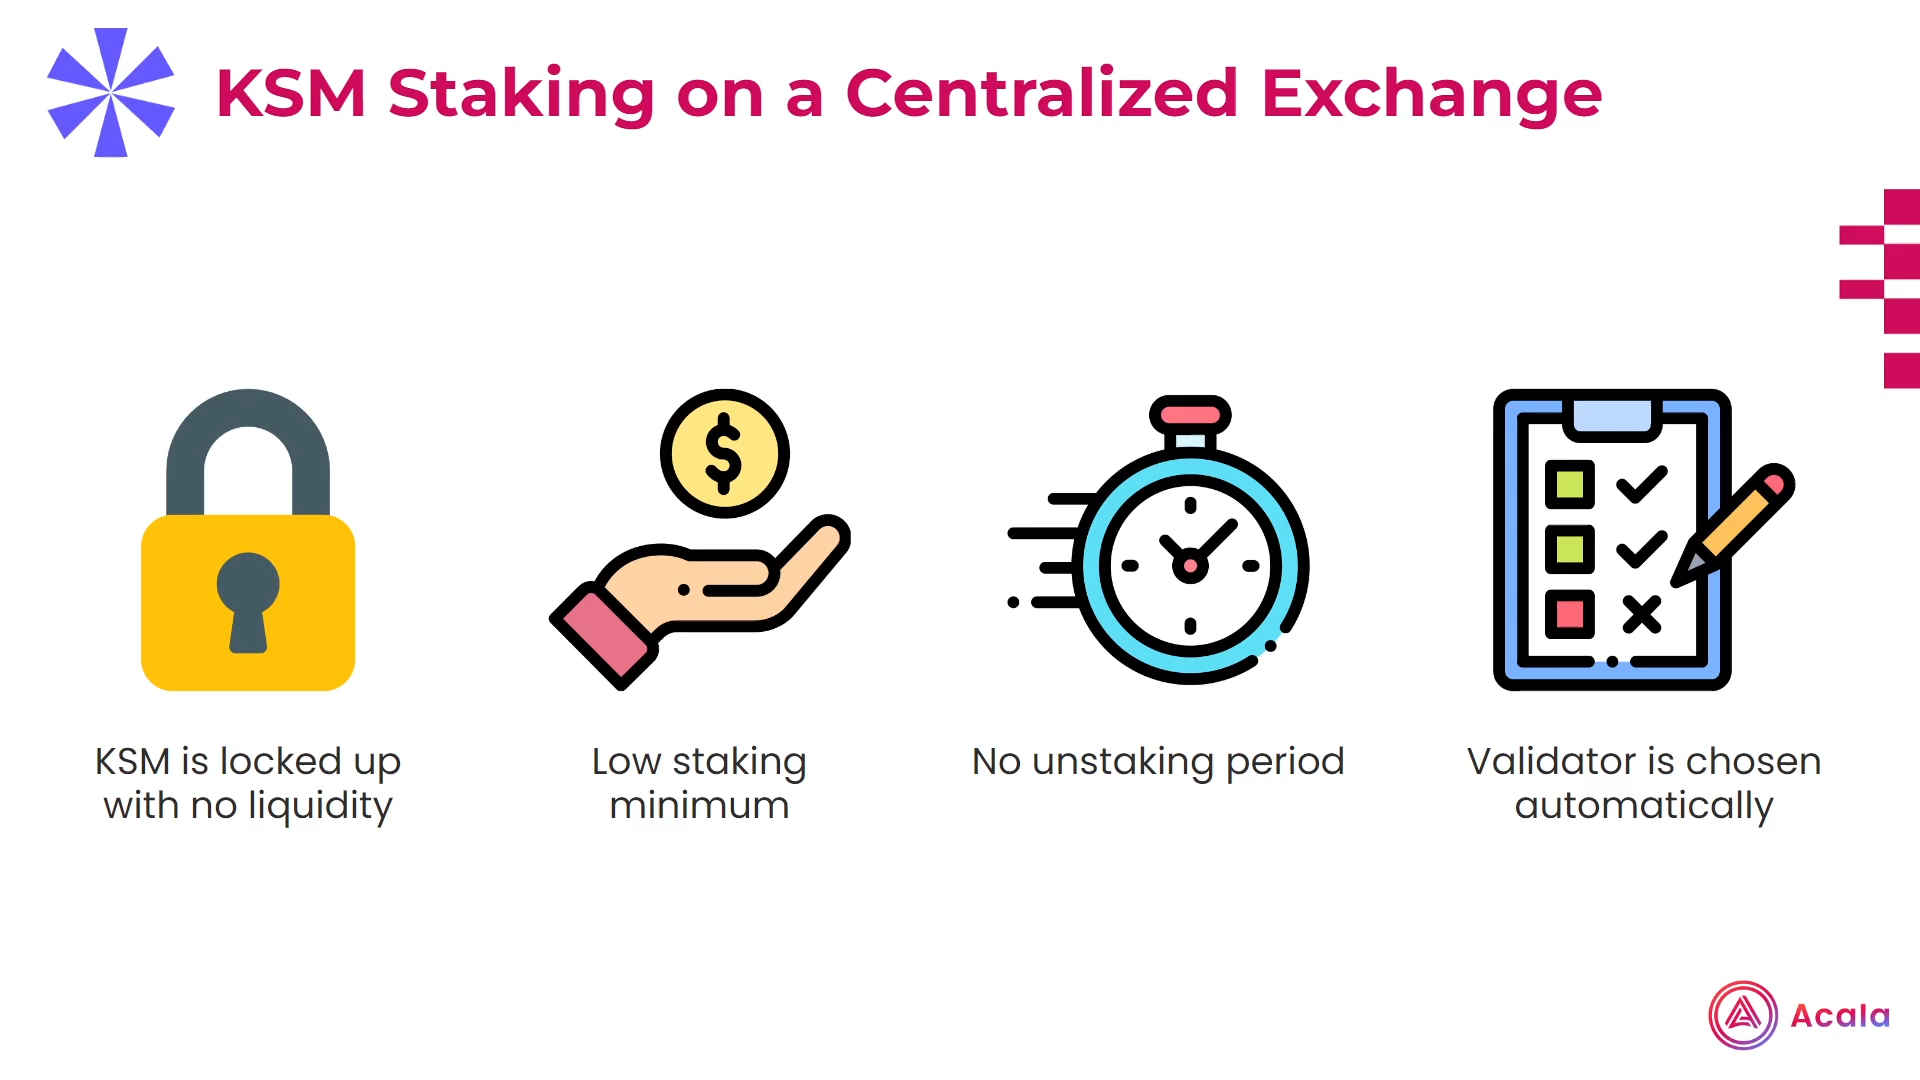 KSM Staking on a Centralized Exchange
KSM is locked up
with no liquidity
Low staking
minimum
No unstaking period
Validator is chosen
automatically
Acala